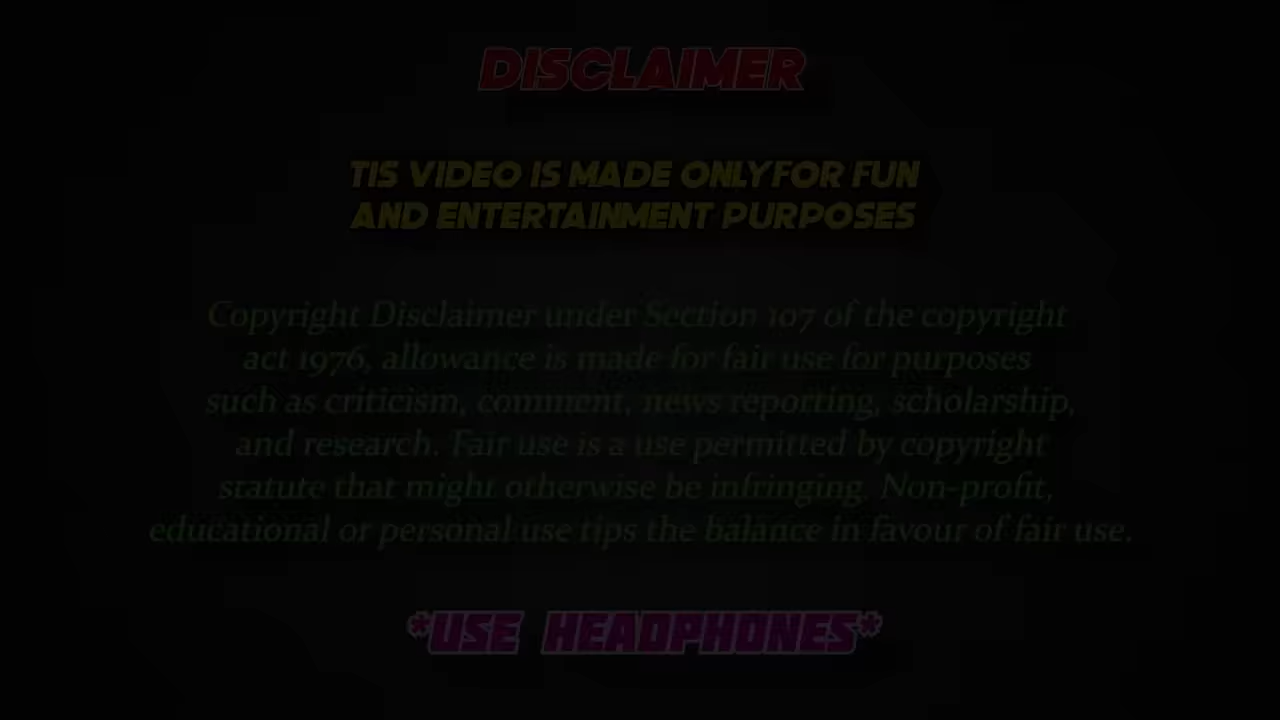 DISCLAIMER
TIS VIDEO IS MADE ONLYFOR FUN
AND ENTERTAINMENT PURPOSES
Copyright Disclaimer under Section 107 of the copyright
act 1976, allowance is made for fair use for purposes
such as criticism, comment, news reporting, scholarship,
and research. Fair use is a use permitted by copyright
statute that might otherwise be infringing. Non-profit,
educational or personal use tips the balance in favour of fair use.
*USE HEADPHONES*